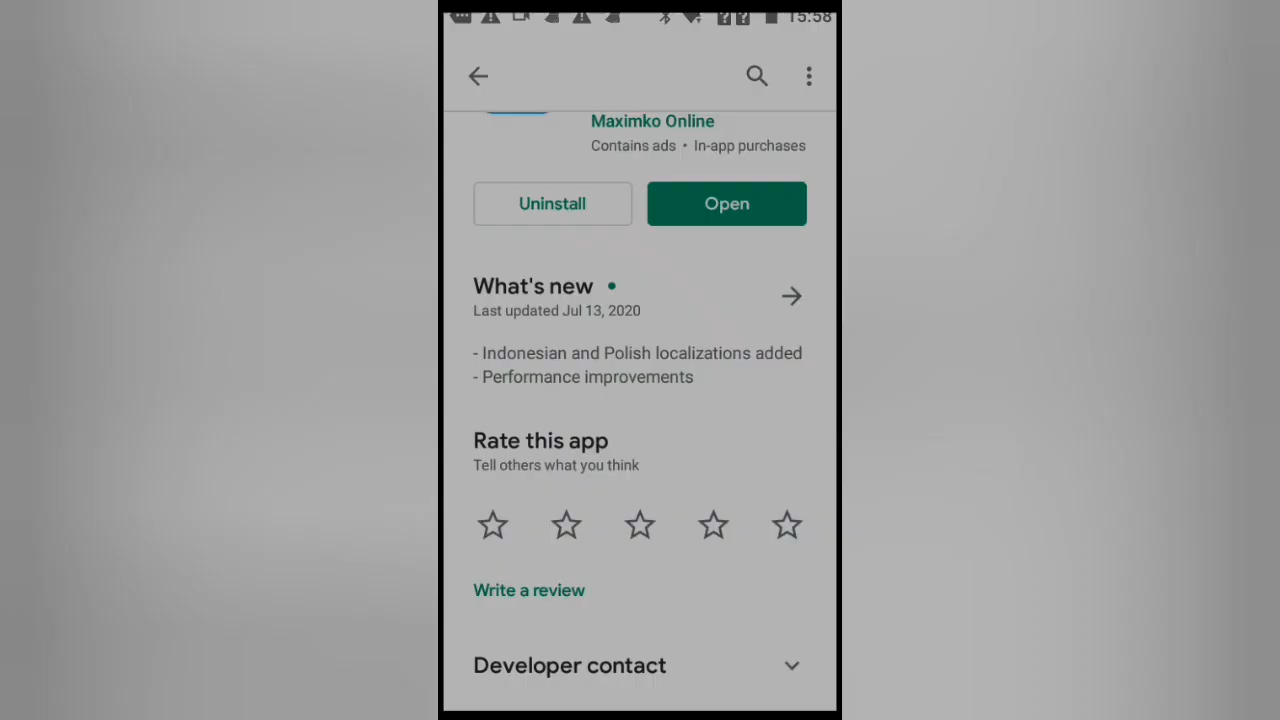 15:58
Maximko Online
Contains ads • In-app purchases
Uninstall
Open
What's new •
Last updated Jul 13, 2020
- Indonesian and Polish localizations added
- Performance improvements
Rate this app
Tell others what you think
Write a review
Developer contact